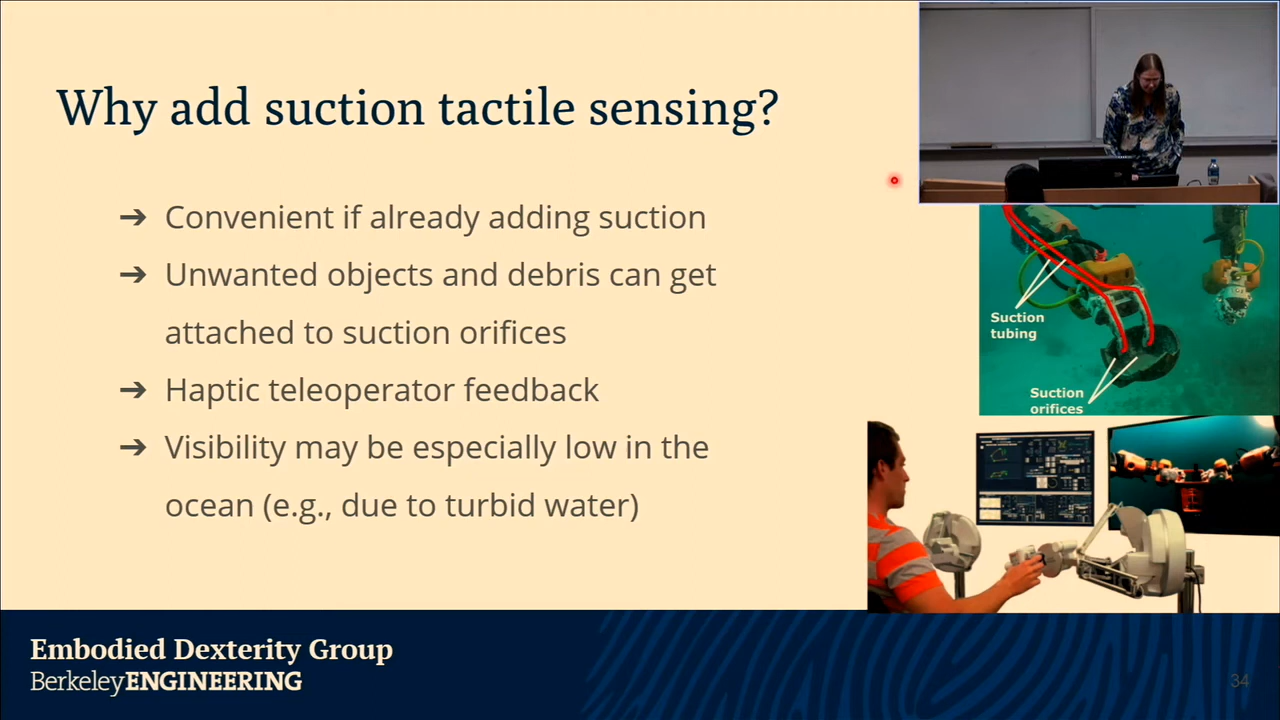 Why add suction tactile sensing?
➔ Convenient if already adding suction
➔ Unwanted objects and debris can get
attached to suction orifices
➔ Haptic teleoperator feedback
➔ Visibility may be especially low in the
ocean (e.g., due to turbid water)
Suction
tubing
Suction
orifices
Embodied Dexterity Group
BerkeleyENGINEERING
34